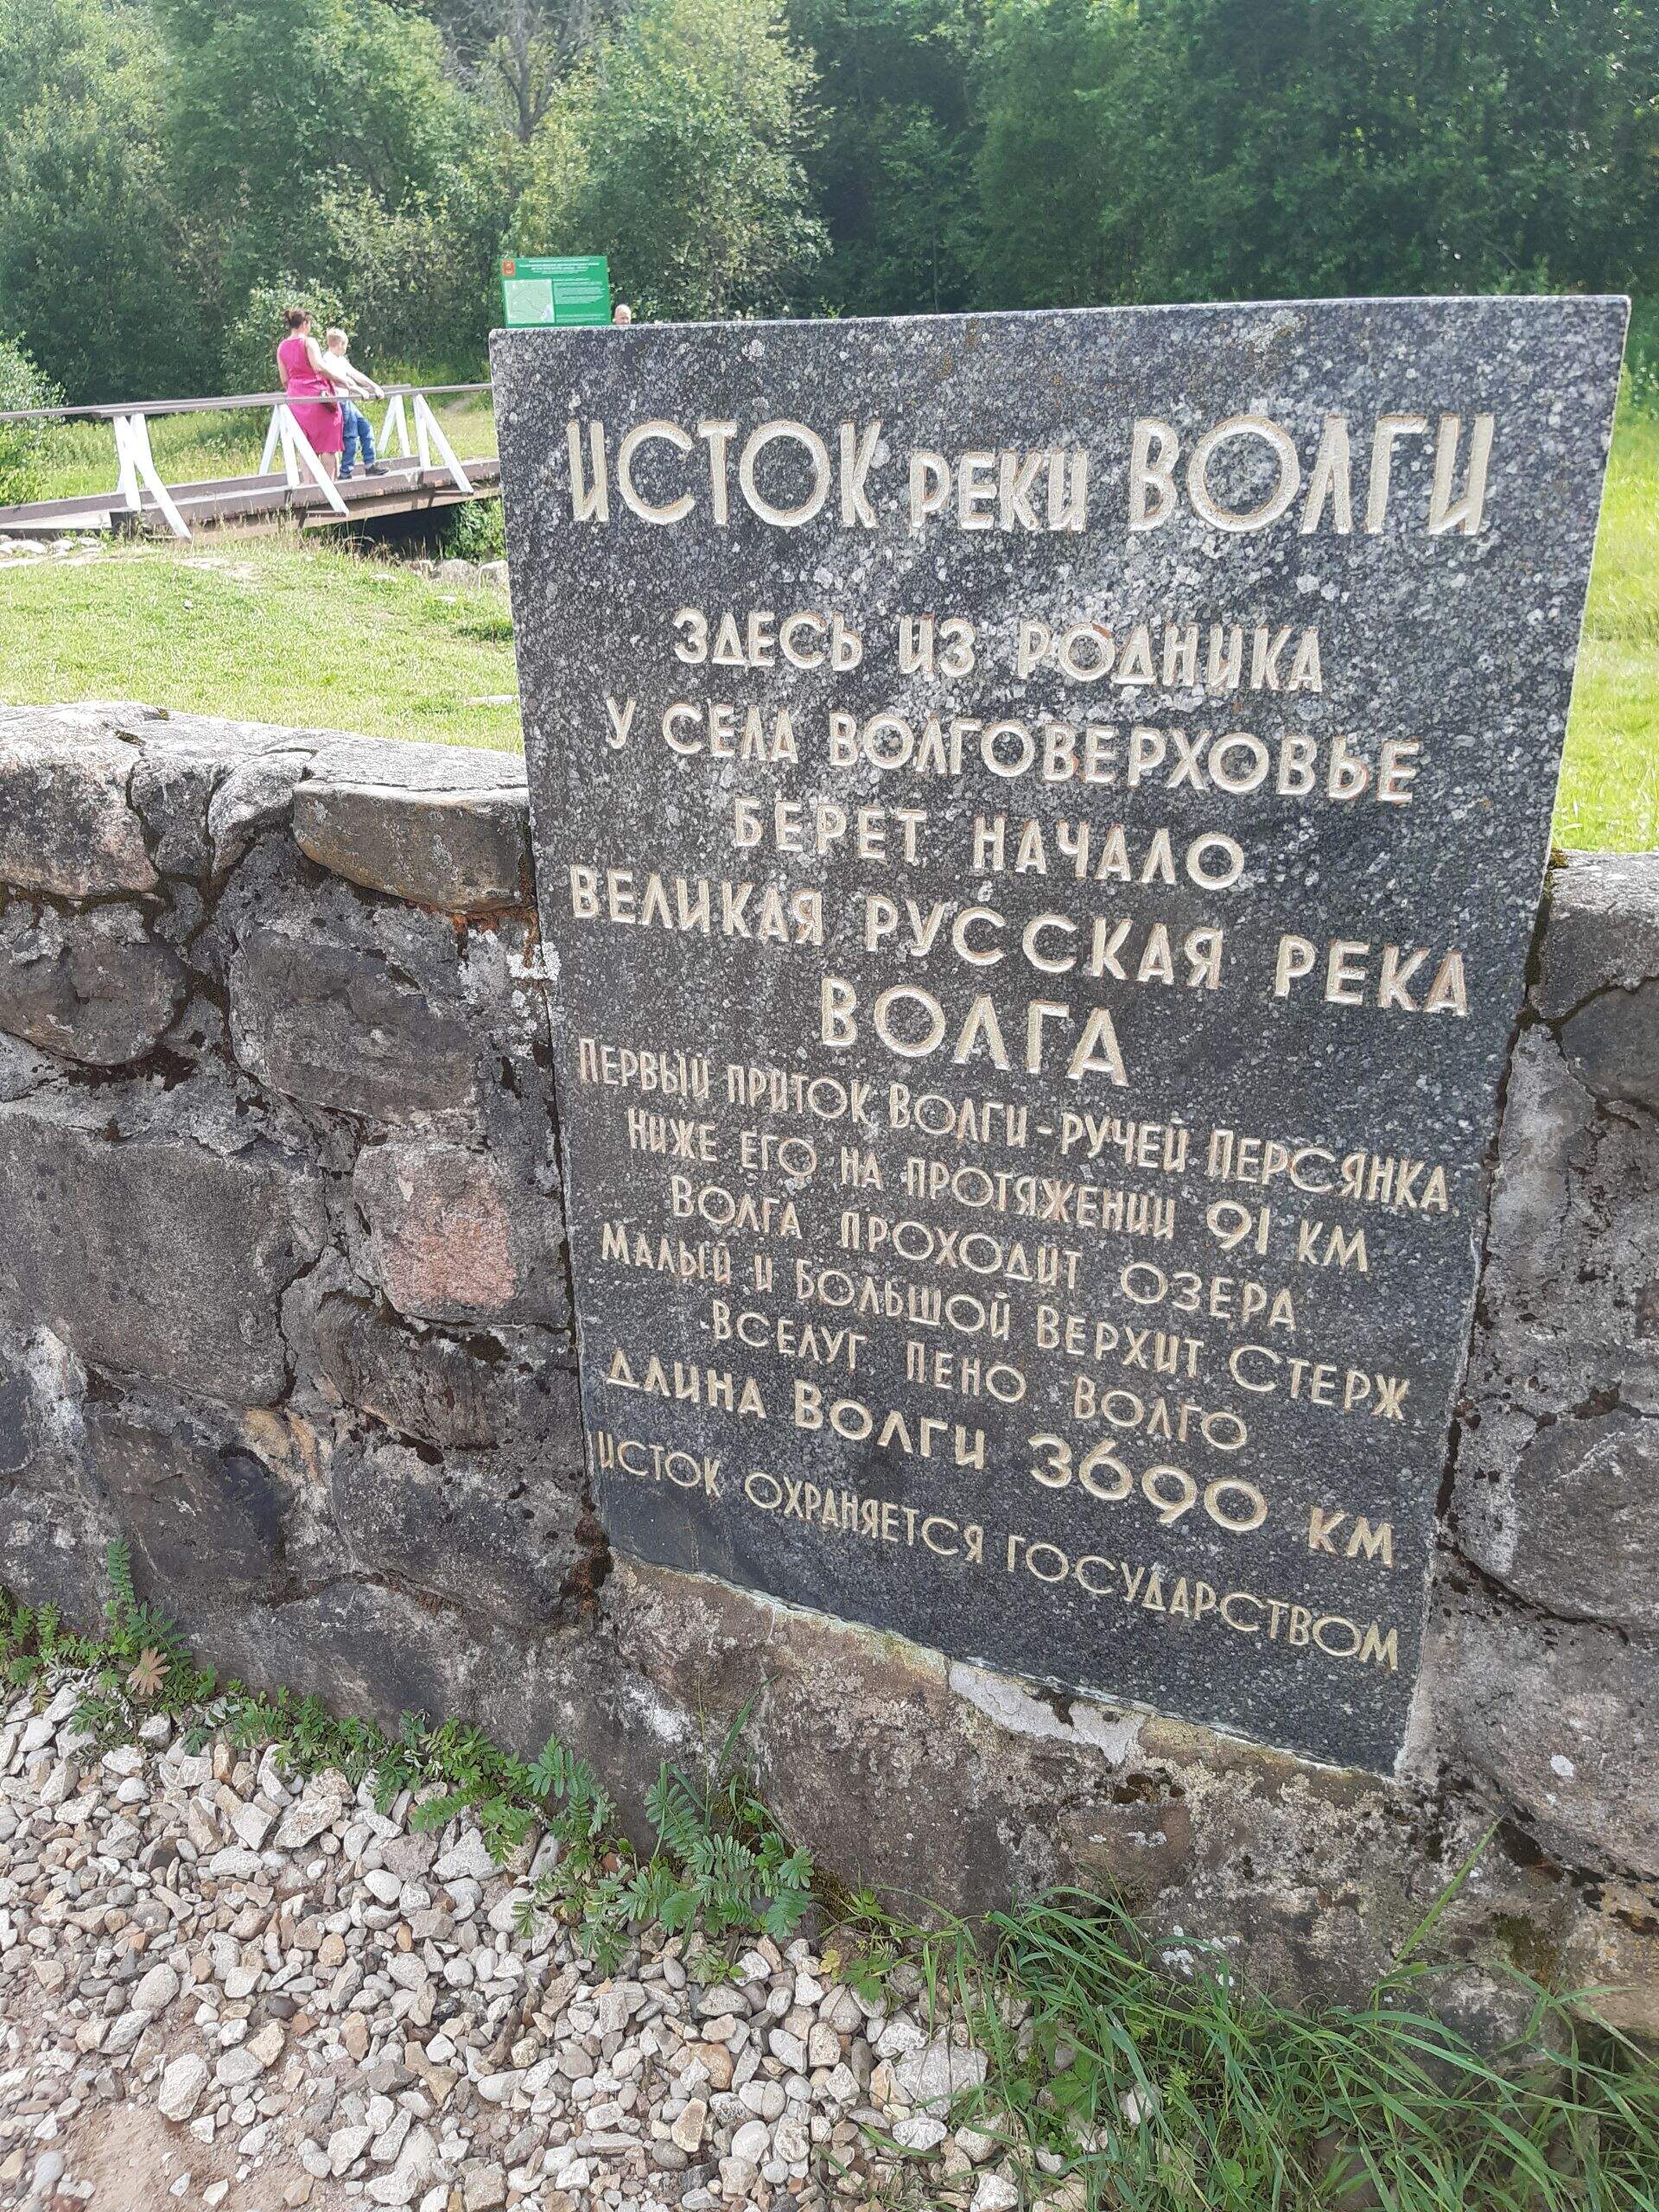 ИСТОК РЕКИ ВОЛГИ
ЗДЕСЬ ИЗ РОДНИКА
У СЕЛА ВОЛГОВЕРХОВЬЕ
БЕРЕТ НАЧАЛО
ВЕЛИКАЯ РУССКАЯ РЕКА
ВОЛГА
ПЕРВЫЙ ПРИТОК ВОЛГИ-РУЧЕЙ ПЕРСЯНКА
НИЖЕ ЕГО НА ПРОТЯЖЕНИИ 91 КМ
ВОЛГА ПРОХОДИТ ОЗЕРА
МАЛЫЙ И БОЛЬШОЙ ВЕРХИТ СТЕРЖ
ВСЕЛУГ ПЕНО ВОЛГО
ДЛИНА ВОЛГИ 3690 КМ
ИСТОК ОХРАНЯЕТСЯ ГОСУДАРСТВОМ